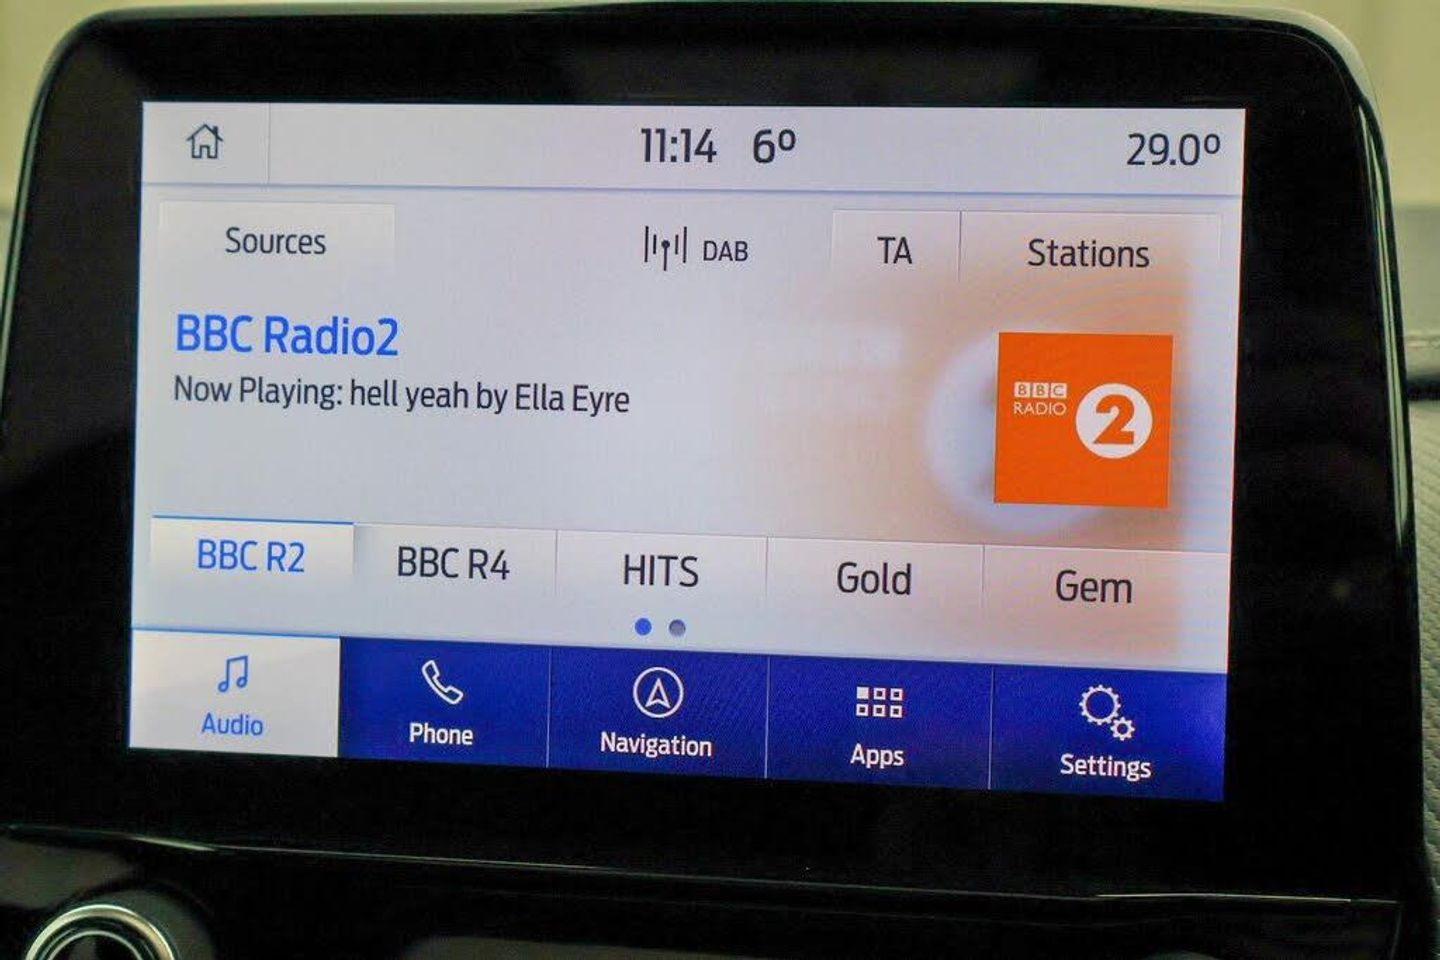 11:14 6º 29.0º
Sources DAB TA Stations
BBC Radio2
Now Playing: hell yeah by Ella Eyre
BBC
RADIO 2
BBC R2 BBC R4 HITS Gold Gem
Audio Phone Navigation Apps Settings